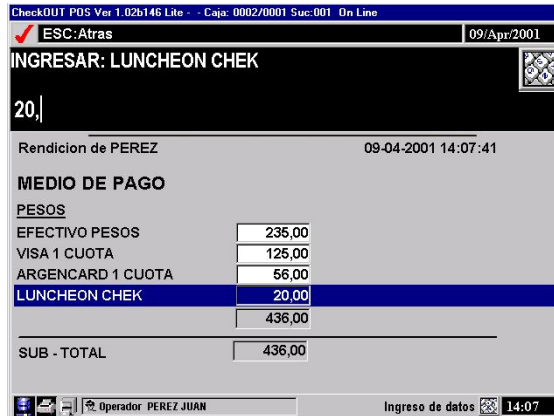 CheckOUT POS Ver 1.02b146 Lite - - Caja: 0002/0001 Suc:001 On Line
ESC:Atras 09/Apr/2001
INGRESAR: LUNCHEON CHEK
20,
Rendicion de PEREZ 09-04-2001 14:07:41
MEDIO DE PAGO
PESOS
EFECTIVO PESOS 235,00
VISA 1 CUOTA 125,00
ARGENCARD 1 CUOTA 56,00
LUNCHEON CHEK 20,00
436,00
SUB - TOTAL 436,00
Operador PEREZ JUAN Ingreso de datos 14:07